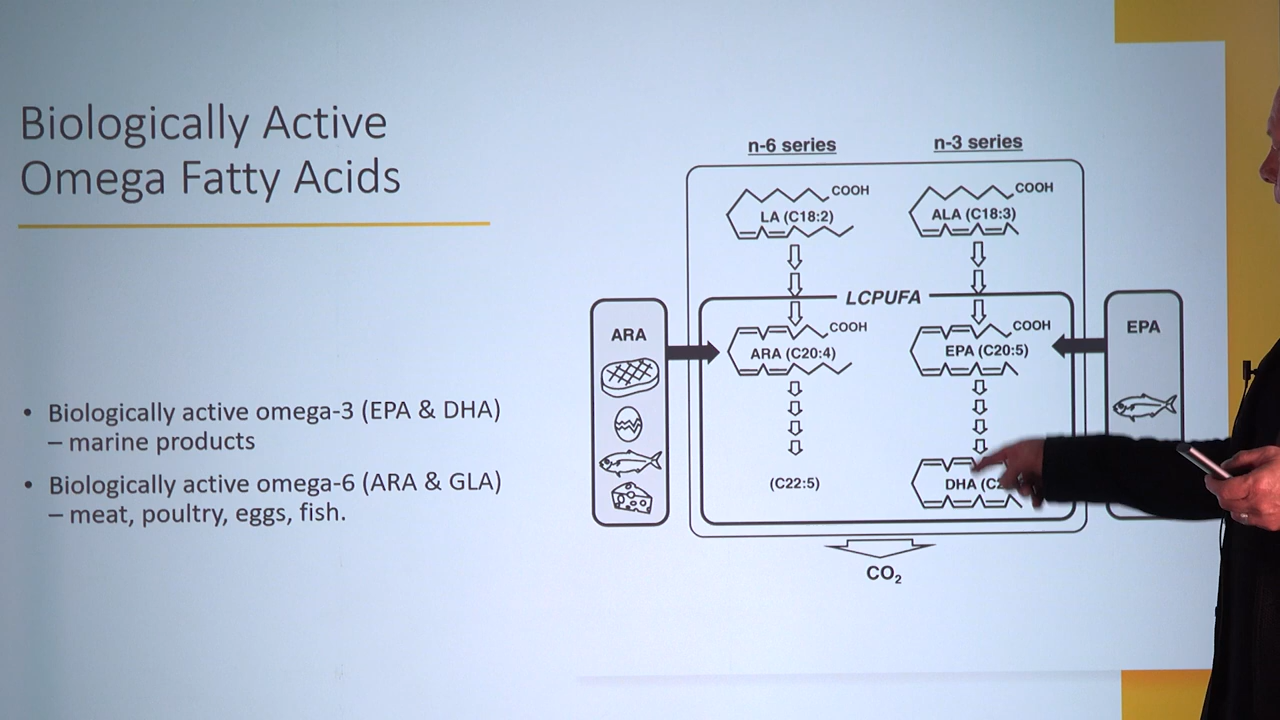 Biologically Active
Omega Fatty Acids
• Biologically active omega-3 (EPA & DHA)
– marine products
• Biologically active omega-6 (ARA & GLA)
– meat, poultry, eggs, fish.
n-6 series
n-3 series
COOH
LA (C18:2)
COOH
ALA (C18:3)
LCPUFA
ARA
COOH
ARA (C20:4)
COOH
EPA (C20:5)
EPA
(C22:5)
DHA
CO₂